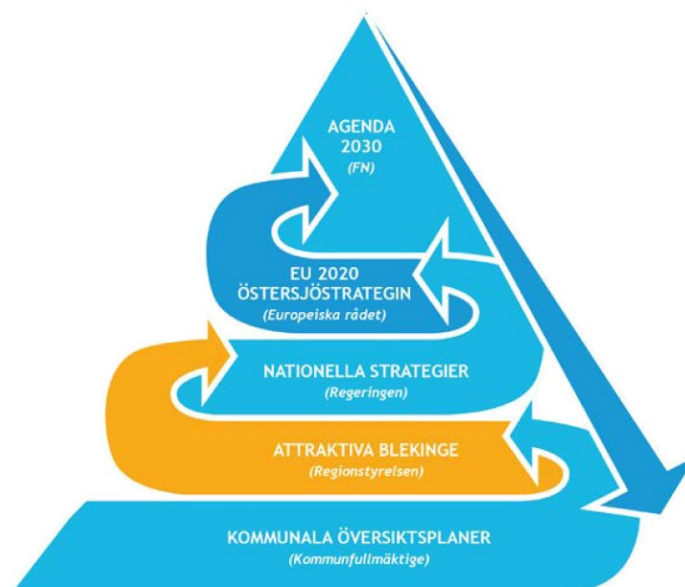 AGENDA
2030
(FN)
EU 2020
ÖSTERSJÖSTRATEGIN
(Europeiska rådet)
NATIONELLA STRATEGIER
(Regeringen)
ATTRAKTIVA BLEKINGE
(Regionstyrelsen)
KOMMUNALA ÖVERSIKTSPLANER
(Kommunfullmäktige)